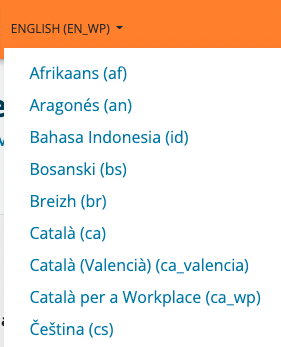 ENGLISH (EN_WP)
Afrikaans (af)
Aragonés (an)
Bahasa Indonesia (id)
Bosanski (bs)
Breizh (br)
Català (ca)
Català (Valencià) (ca_valencia)
Català per a Workplace (ca_wp)
Čeština (cs)